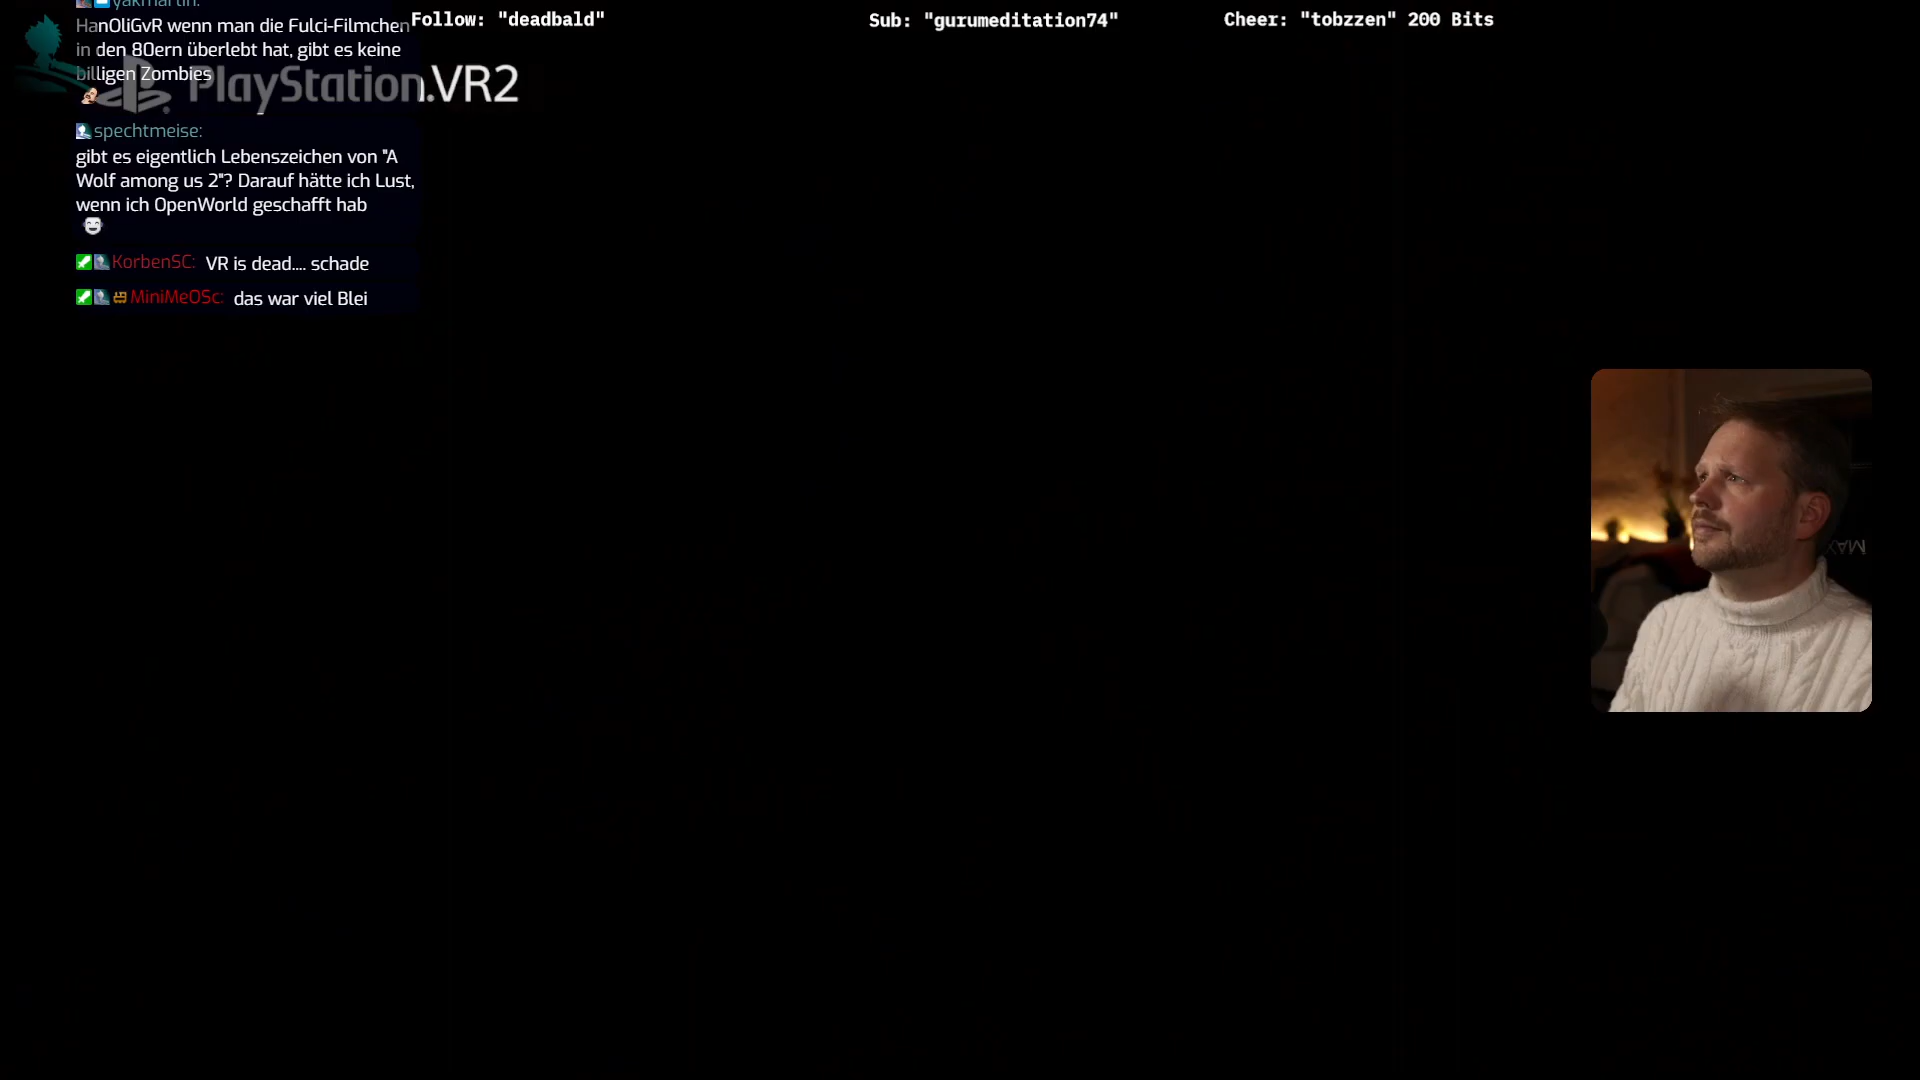 Follow: "deadbald"
Sub: "gurumeditation74"
Cheer: "tobzzen" 200 Bits
yakmartin:
HanOliGvR wenn man die Fulci-Filmchen
in den 80ern überlebt hat, gibt es keine
billigen Zombies
PlayStation.VR2
spechtmeise:
gibt es eigentlich Lebenszeichen von "A
Wolf among us 2"? Darauf hätte ich Lust,
wenn ich OpenWorld geschafft hab
KorbenSC: VR is dead.... schade
MiniMeOSc: das war viel Blei